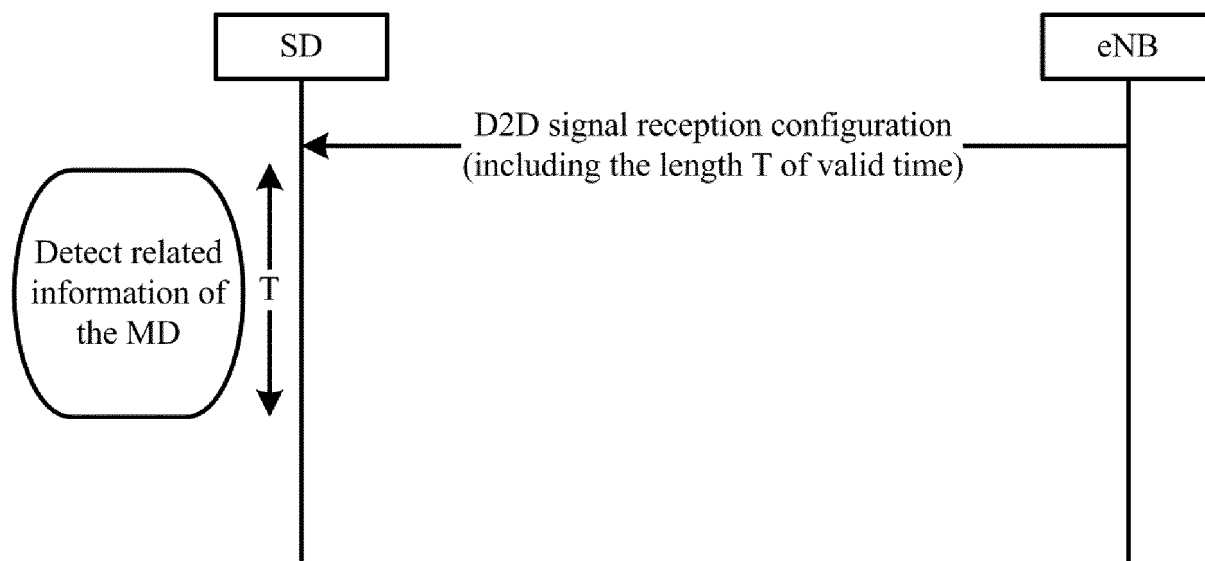 SD
eNB
D2D signal reception configuration
(including the length T of valid time)
Detect related
information of
the MD
T